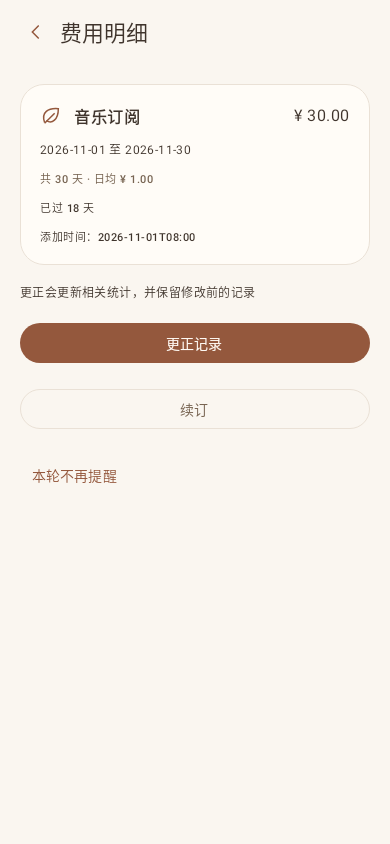 费用明细
音乐订阅 ¥ 30.00
2026-11-01 至 2026-11-30
共 30 天 · 日均 ¥ 1.00
已过 18 天
添加时间：2026-11-01T08:00
更正会更新相关统计，并保留修改前的记录
更正记录
续订
本轮不再提醒